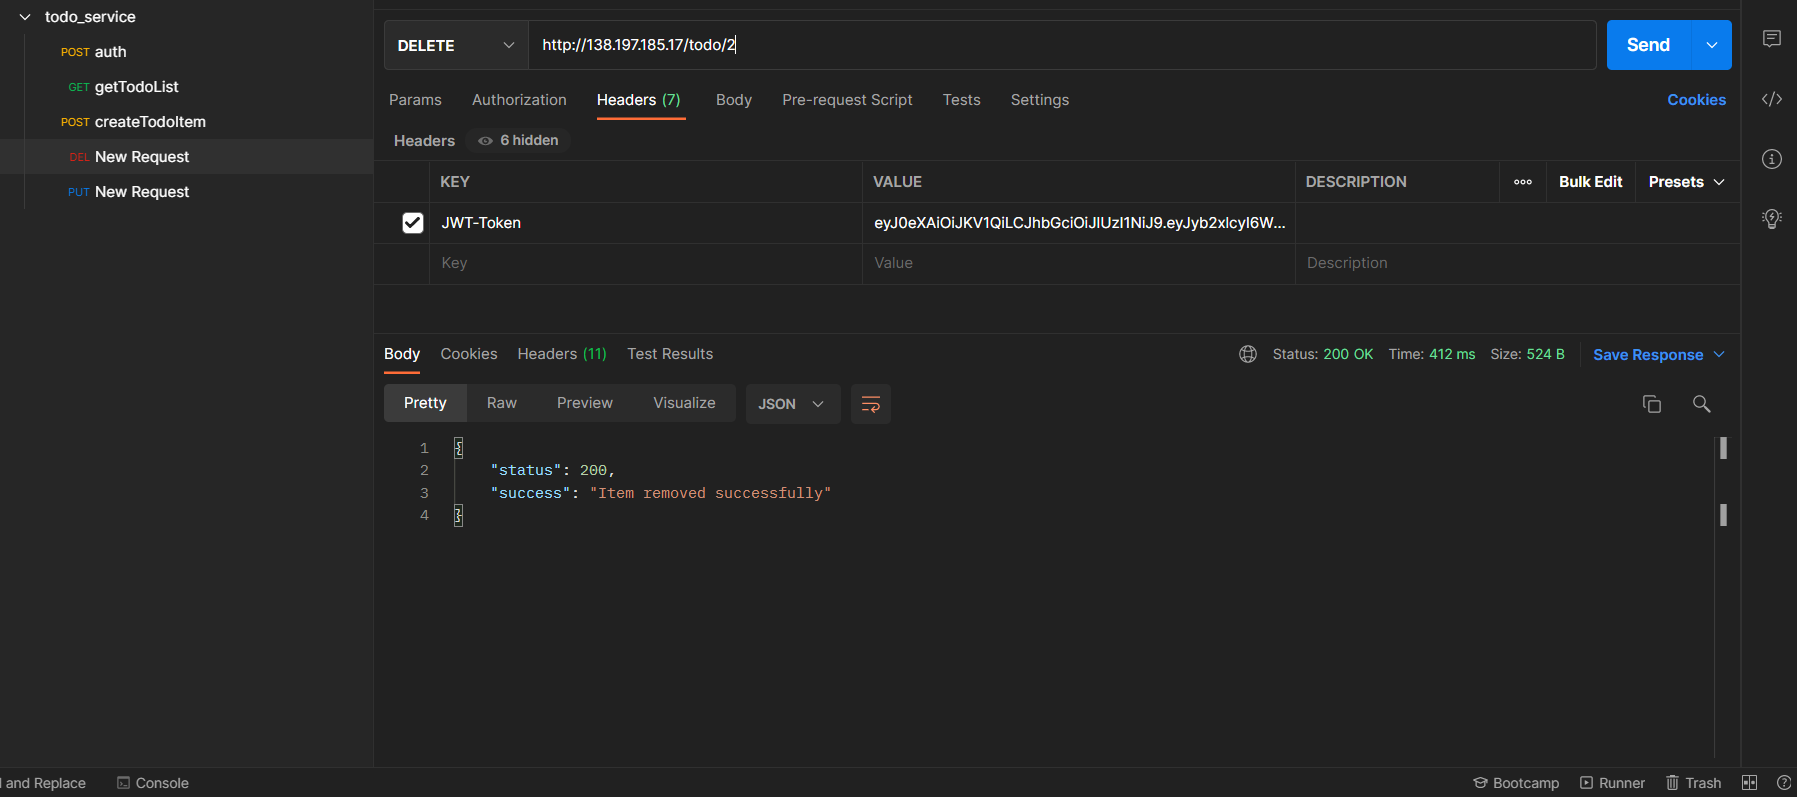 todo_service
POST auth
GET getTodoList
POST createTodoItem
DEL New Request
PUT New Request
DELETE http://138.197.185.17/todo/2 Send
Params Authorization Headers (7) Body Pre-request Script Tests Settings Cookies
Headers 6 hidden
KEY VALUE DESCRIPTION Bulk Edit Presets
JWT-Token eyJ0eXAiOiJKV1QiLCJhbGciOiJIUzI1NiJ9.eyJyb2xlcyI6W...
Key Value Description
Body Cookies Headers (11) Test Results Status: 200 OK Time: 412 ms Size: 524 B Save Response
Pretty Raw Preview Visualize JSON
1 {
2 "status": 200,
3 "success": "Item removed successfully"
4 }
and Replace Console Bootcamp Runner Trash